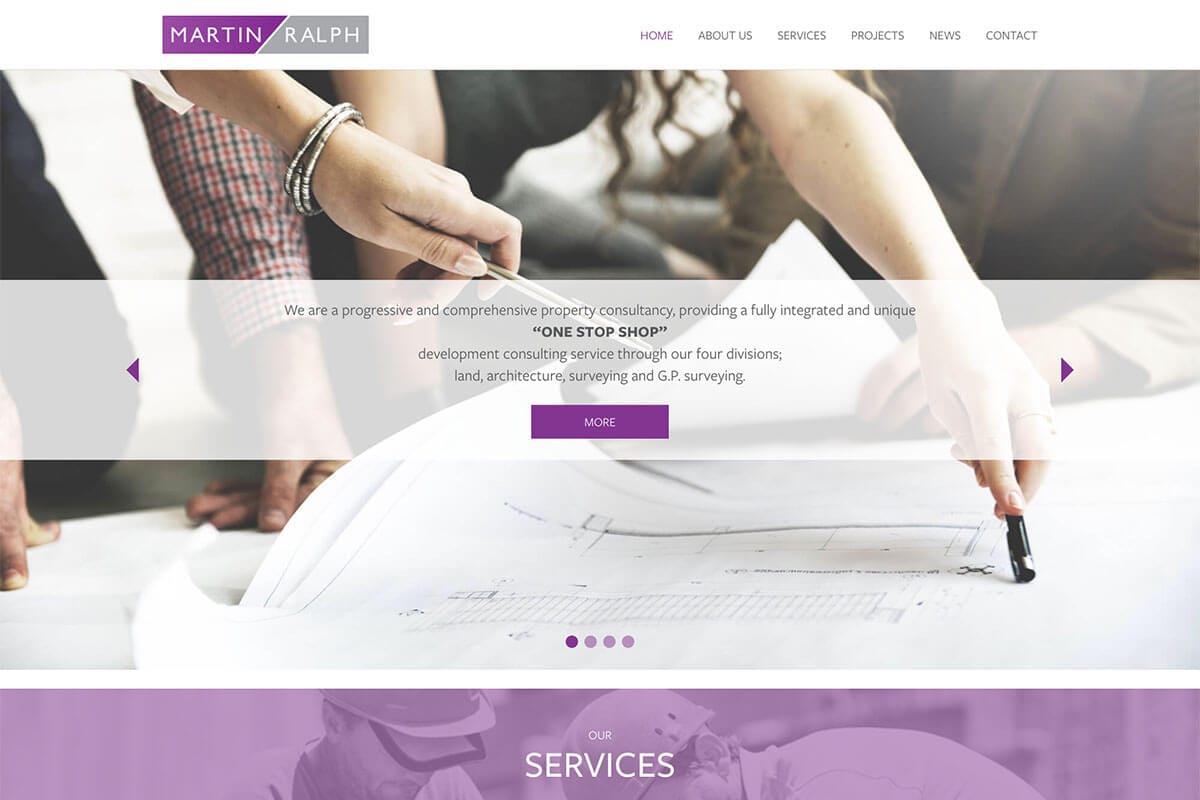 MARTIN RALPH
HOME ABOUT US SERVICES PROJECTS NEWS CONTACT
We are a progressive and comprehensive property consultancy, providing a fully integrated and unique
“ONE STOP SHOP”
development consulting service through our four divisions;
land, architecture, surveying and G.P. surveying.
MORE
OUR
SERVICES